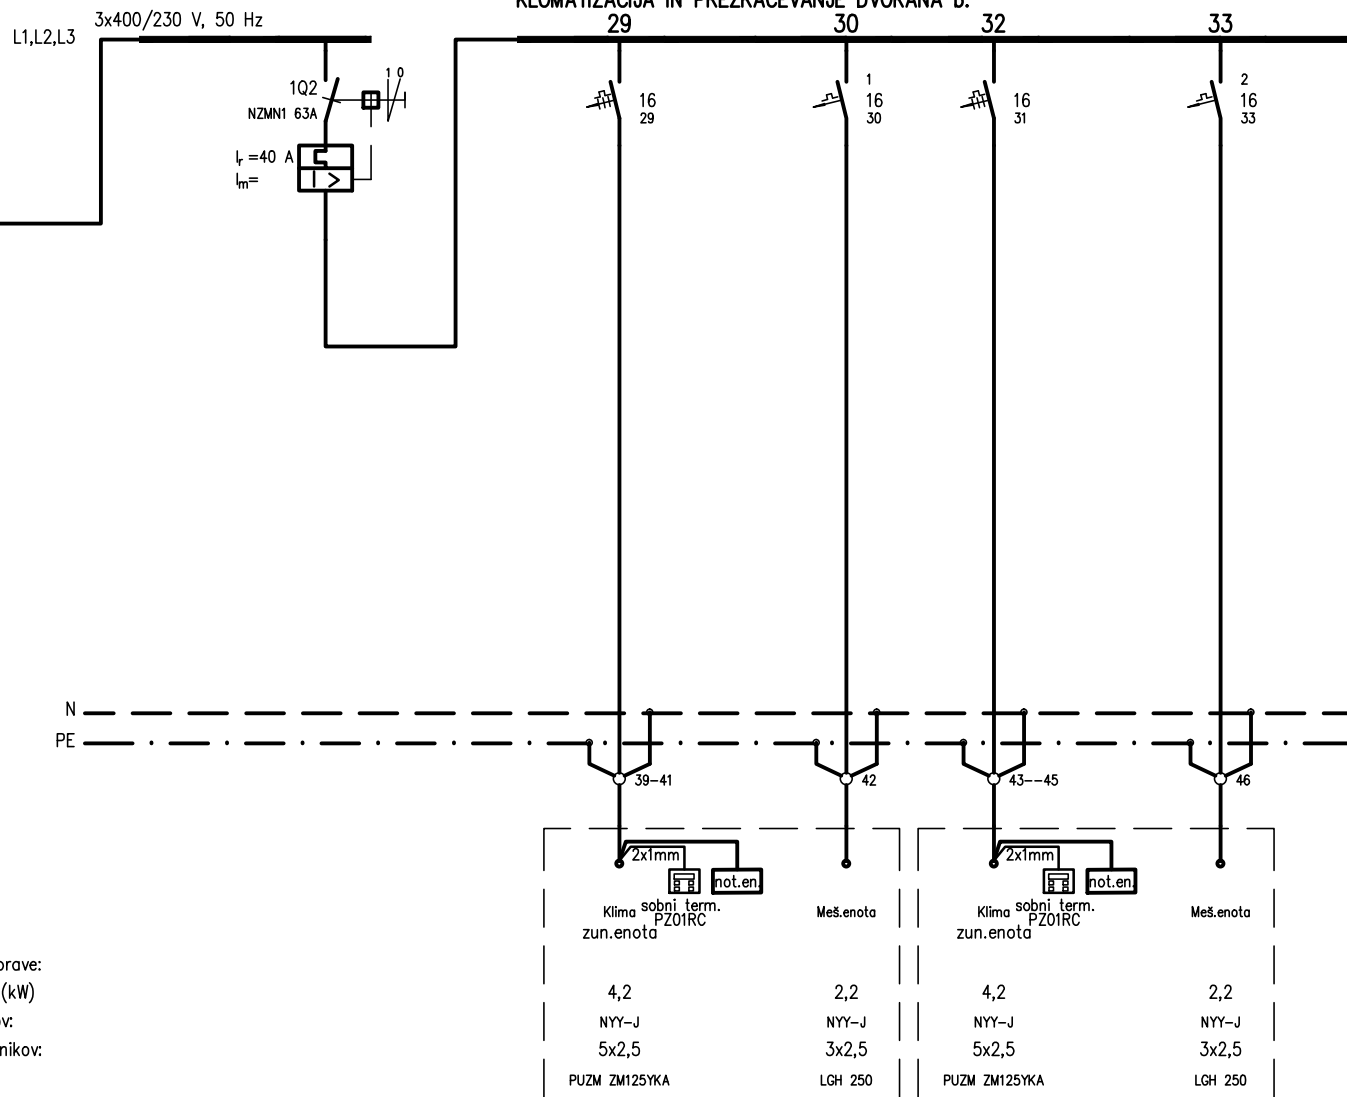 KLOMATIZACIJA IN PREZRAČEVANJE DVORANA B.
3x400/230 V, 50 Hz
29 30 32 33
L1,L2,L3
1 0
1Q2
NZMN1 63A
1 2
16 16 16 16
29 30 31 33
Ir =40 A
Im=
I >
N
PE
39-41 42 43--45 46
2x1mm 2x1mm
not.en. not.en.
Klima sobni term. Meš.enota Klima sobni term. Meš.enota
PZ01RC PZ01RC
zun.enota zun.enota
prave:
(kW) 4,2 2,2 4,2 2,2
ov: NYY-J NYY-J NYY-J NYY-J
nikov: 5x2,5 3x2,5 5x2,5 3x2,5
PUZM ZM125YKA LGH 250 PUZM ZM125YKA LGH 250